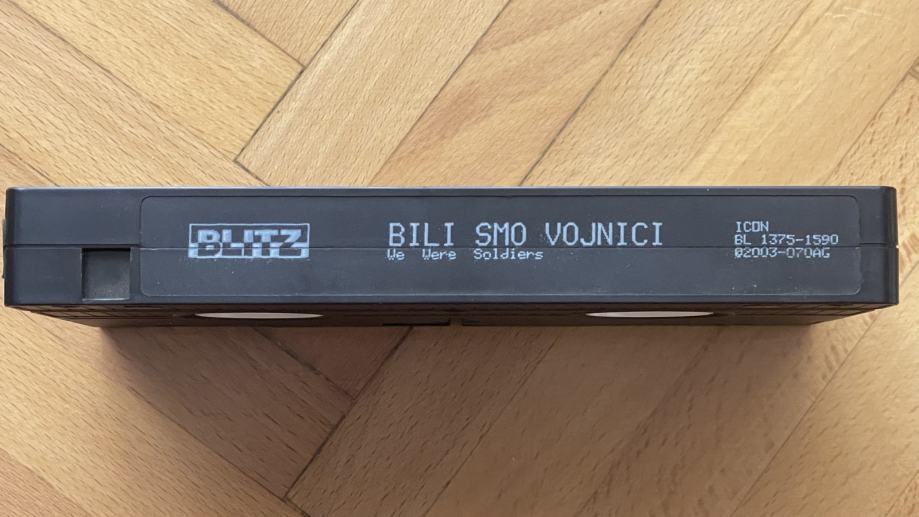 BLITZ
BILI SMO VOJNICI
We Were Soldiers
ICON
BL 1375-1590
02003-070AG